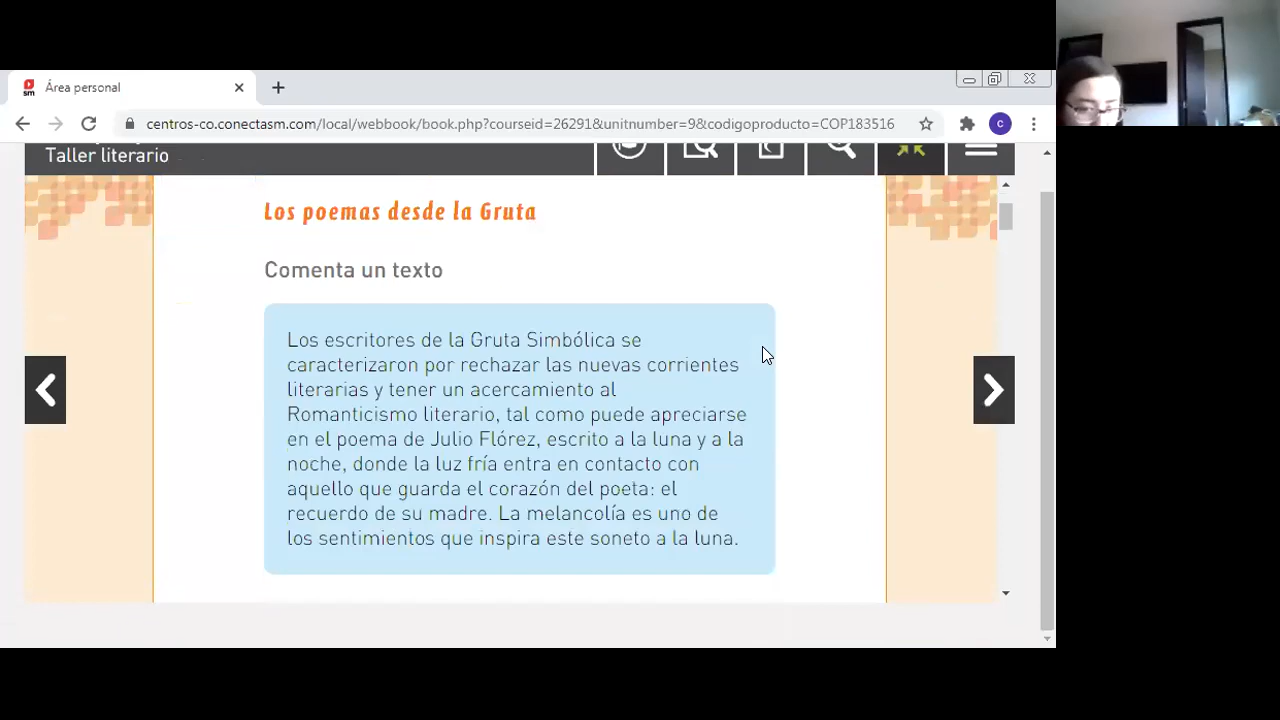 sm
Área personal
centros-co.conectasm.com/local/webbook/book.php?courseid=26291&unitnumber=9&codigoproducto=COP183516
c
Taller literario
Los poemas desde la Gruta
Comenta un texto
Los escritores de la Gruta Simbólica se
caracterizaron por rechazar las nuevas corrientes
literarias y tener un acercamiento al
Romanticismo literario, tal como puede apreciarse
en el poema de Julio Flórez, escrito a la luna y a la
noche, donde la luz fría entra en contacto con
aquello que guarda el corazón del poeta: el
recuerdo de su madre. La melancolía es uno de
los sentimientos que inspira este soneto a la luna.